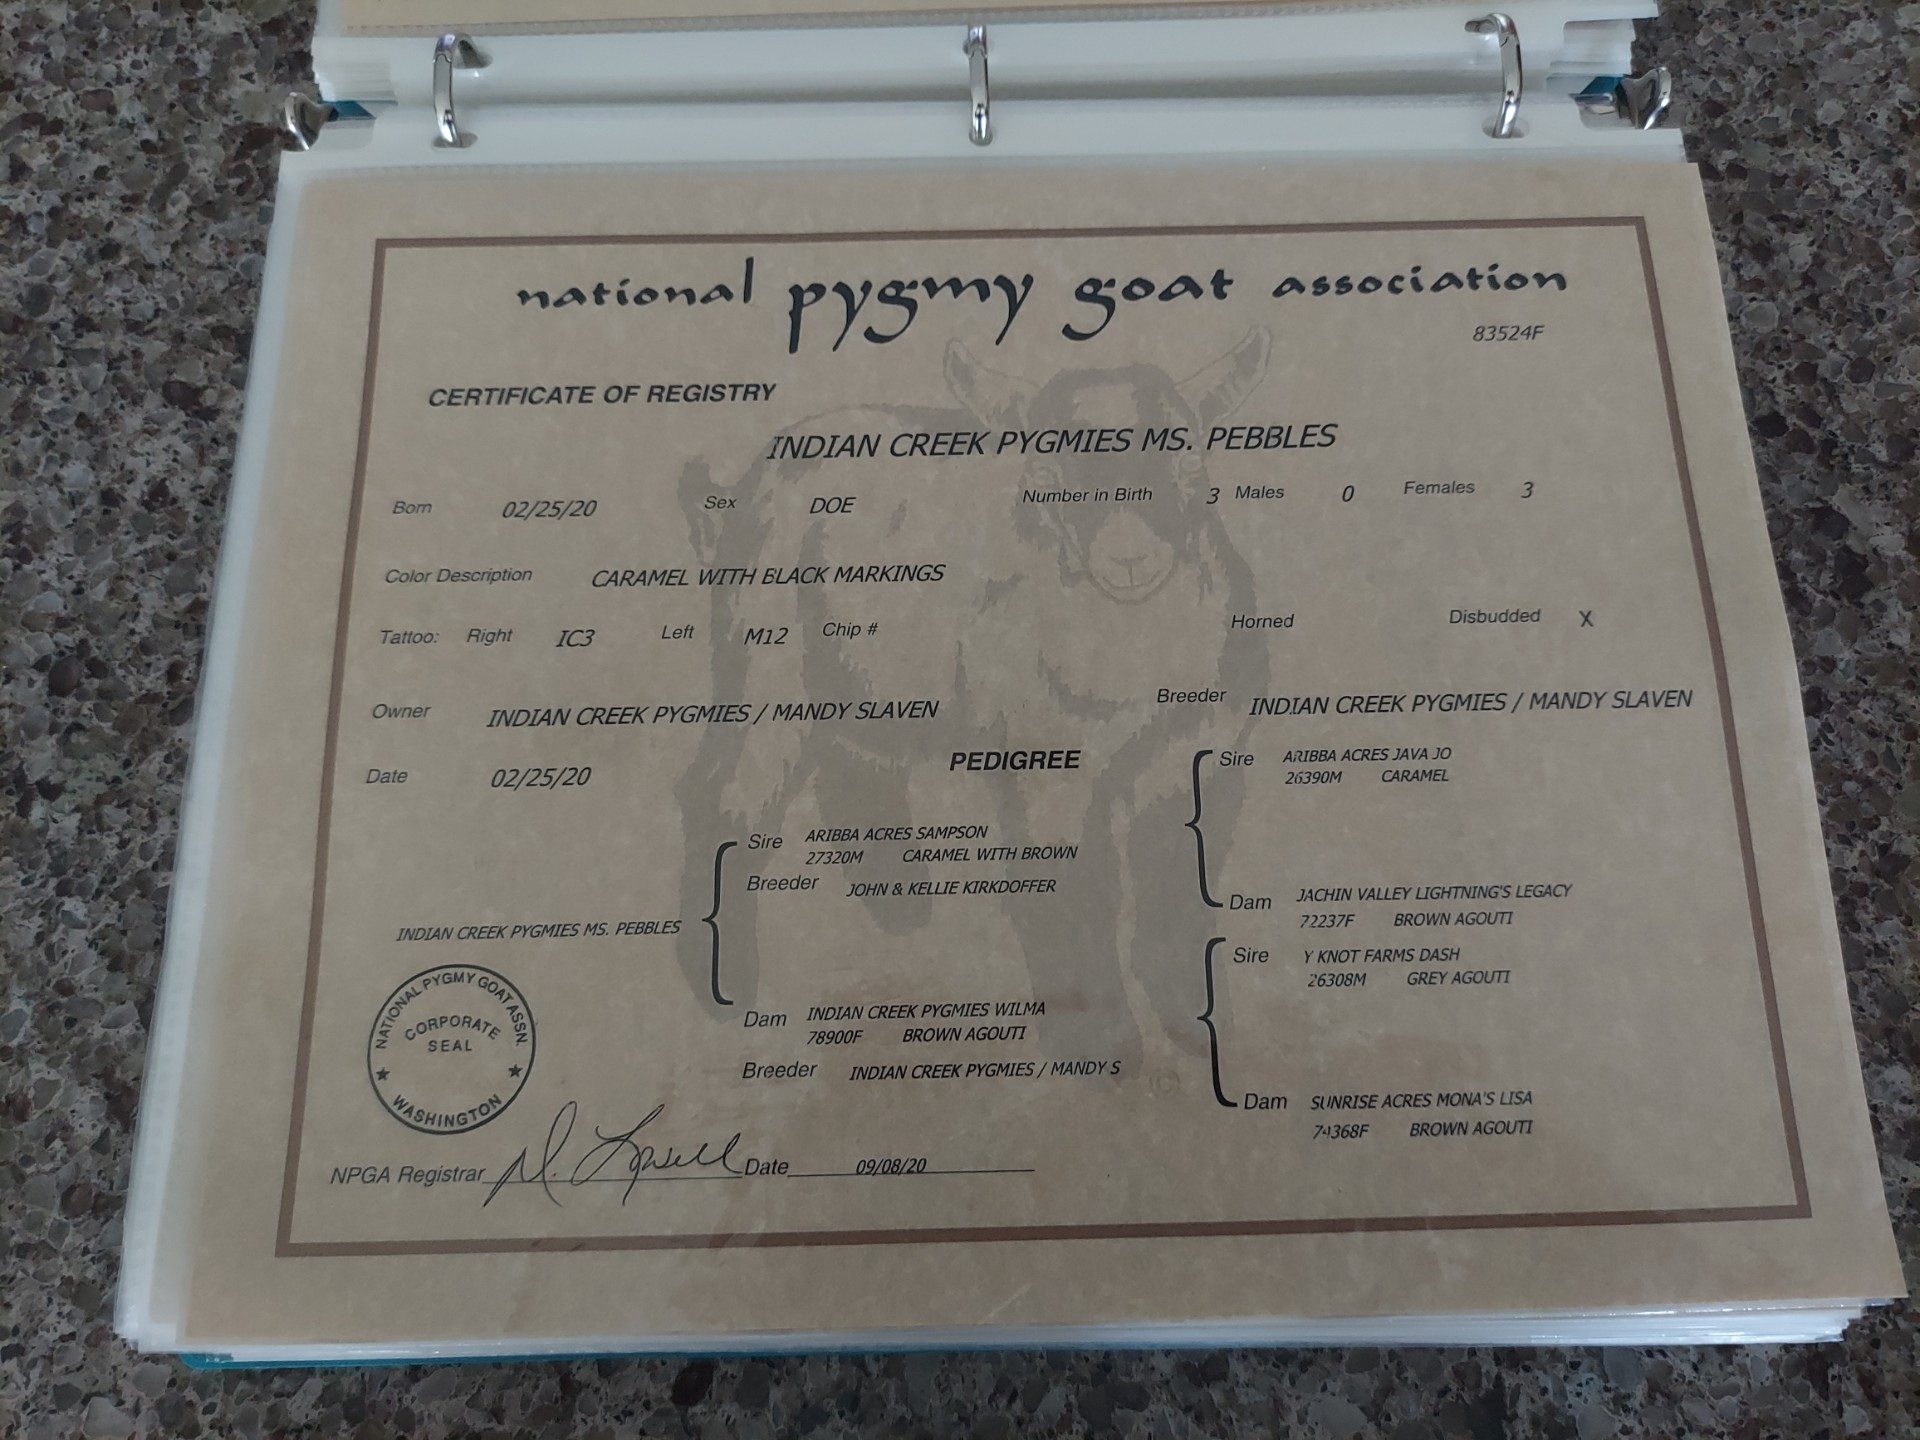 national pygmy goat association
83524F
CERTIFICATE OF REGISTRY
INDIAN CREEK PYGMIES MS. PEBBLES
Born 02/25/20 Sex DOE Number in Birth 3 Males 0 Females 3
Color Description CARAMEL WITH BLACK MARKINGS
Tattoo: Right IC3 Left M12 Chip # Horned Disbudded X
Owner INDIAN CREEK PYGMIES / MANDY SLAVEN Breeder INDIAN CREEK PYGMIES / MANDY SLAVEN
Date 02/25/20
PEDIGREE
Sire ARIBBA ACRES JAVA JO
26390M CARAMEL
Sire ARIBBA ACRES SAMPSON
27320M CARAMEL WITH BROWN
Breeder JOHN & KELLIE KIRKDOFFER
Dam JACHIN VALLEY LIGHTNING'S LEGACY
72237F BROWN AGOUTI
INDIAN CREEK PYGMIES MS. PEBBLES
Sire Y KNOT FARMS DASH
26308M GREY AGOUTI
Dam INDIAN CREEK PYGMIES WILMA
78900F BROWN AGOUTI
Breeder INDIAN CREEK PYGMIES / MANDY S
Dam SUNRISE ACRES MONA'S LISA
74368F BROWN AGOUTI
NATIONAL PYGMY GOAT ASSN.
CORPORATE
SEAL
★ WASHINGTON ★
©
NPGA Registrar Date 09/08/20